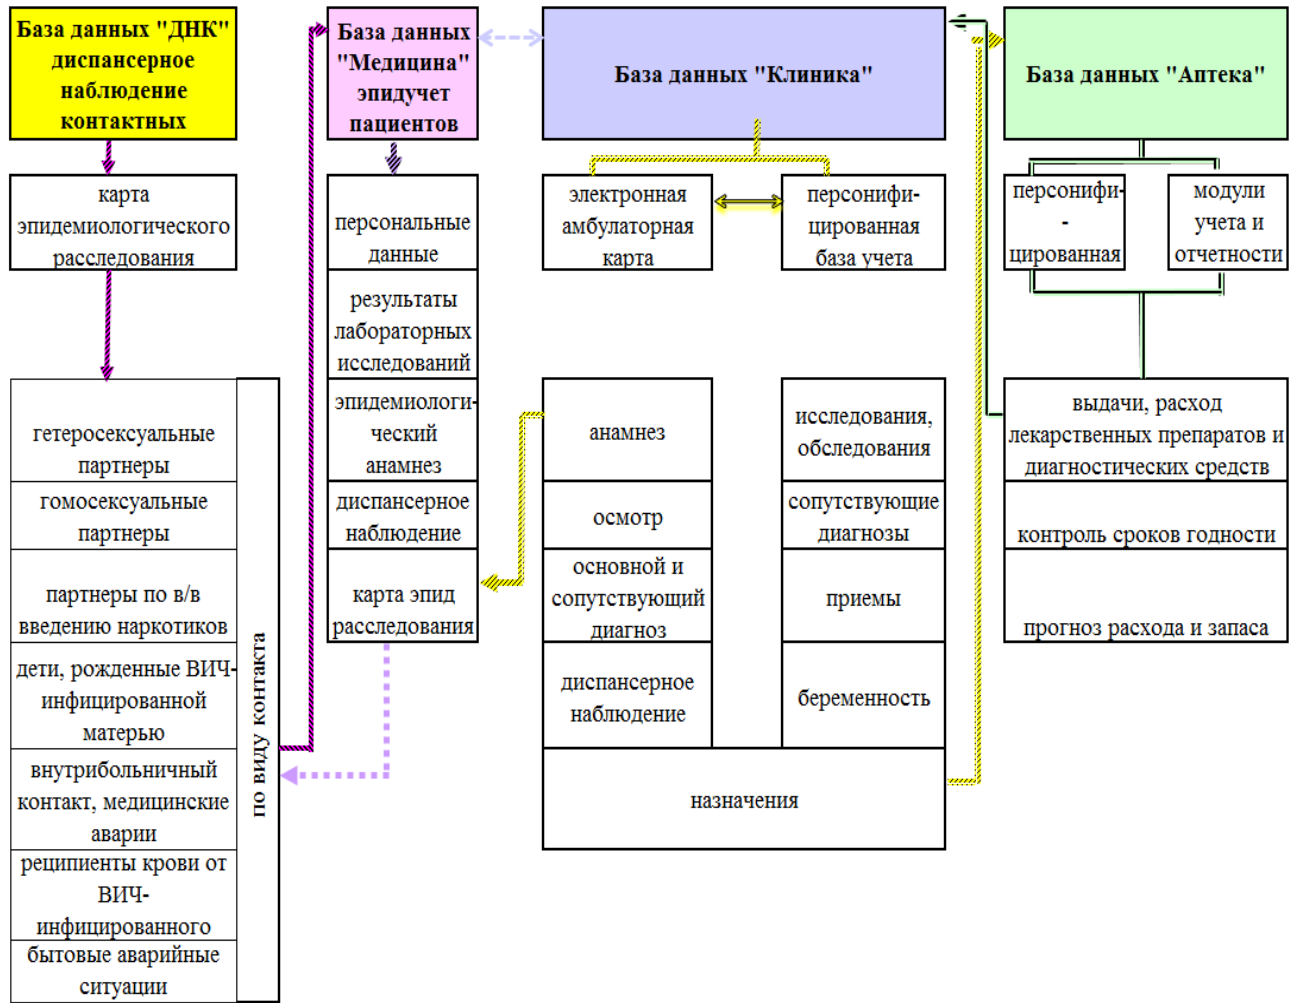 База данных "ДНК"
диспансерное
наблюдение
контактных
карта
эпидемиологического
расследования
гетеросексуальные
партнеры
гомосексуальные
партнеры
партнеры по в/в
введению наркотиков
дети, рожденные ВИЧ-
инфицированной
матерью
внутрибольничный
контакт, медицинские
аварии
реципиенты крови от
ВИЧ-
инфицированного
бытовые аварийные
ситуации
по виду контакта
База данных
"Медицина"
эпидучет
пациентов
персональные
данные
результаты
лабораторных
исследований
эпидемиологи-
ческий
анамнез
диспансерное
наблюдение
карта эпид
расследования
База данных "Клиника"
электронная
амбулаторная
карта
персонифи-
цированная
база учета
анамнез
осмотр
основной и
сопутствующий
диагноз
диспансерное
наблюдение
исследования,
обследования
сопутствующие
диагнозы
приемы
беременность
назначения
База данных "Аптека"
персонифи-
-
цированная
модули
учета и
отчетности
выдачи, расход
лекарственных препаратов и
диагностических средств
контроль сроков годности
прогноз расхода и запаса